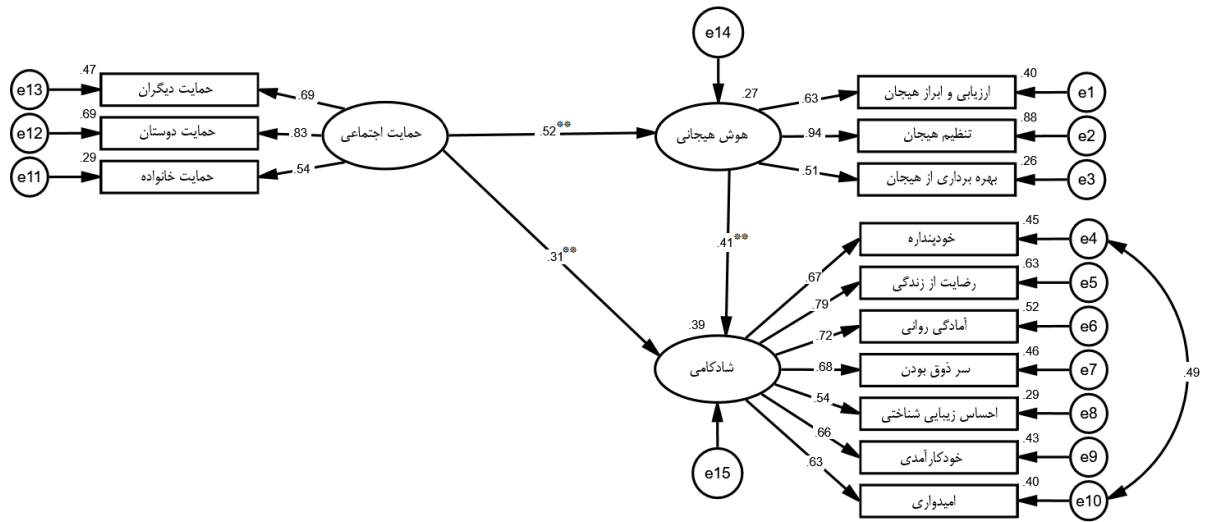 e14
.47
e13
حمایت دیگران
.69
.69
e12
حمایت دوستان
.83
.29
e11
حمایت خانواده
.54
حمایت اجتماعی
.52**
.27
هوش هیجانی
.63
ارزیابی و ابراز هیجان
.40
e1
.94
تنظیم هیجان
.88
e2
.51
بهره برداری از هیجان
.26
e3
.31**
.41**
.39
شادکامی
e15
.67
خودپنداره
.45
e4
.79
رضایت از زندگی
.63
e5
.72
آمادگی روانی
.52
e6
.68
سر ذوق بودن
.46
e7
.54
احساس زیبایی شناختی
.29
e8
.66
خودکارآمدی
.43
e9
.63
امیدواری
.40
e10
.49